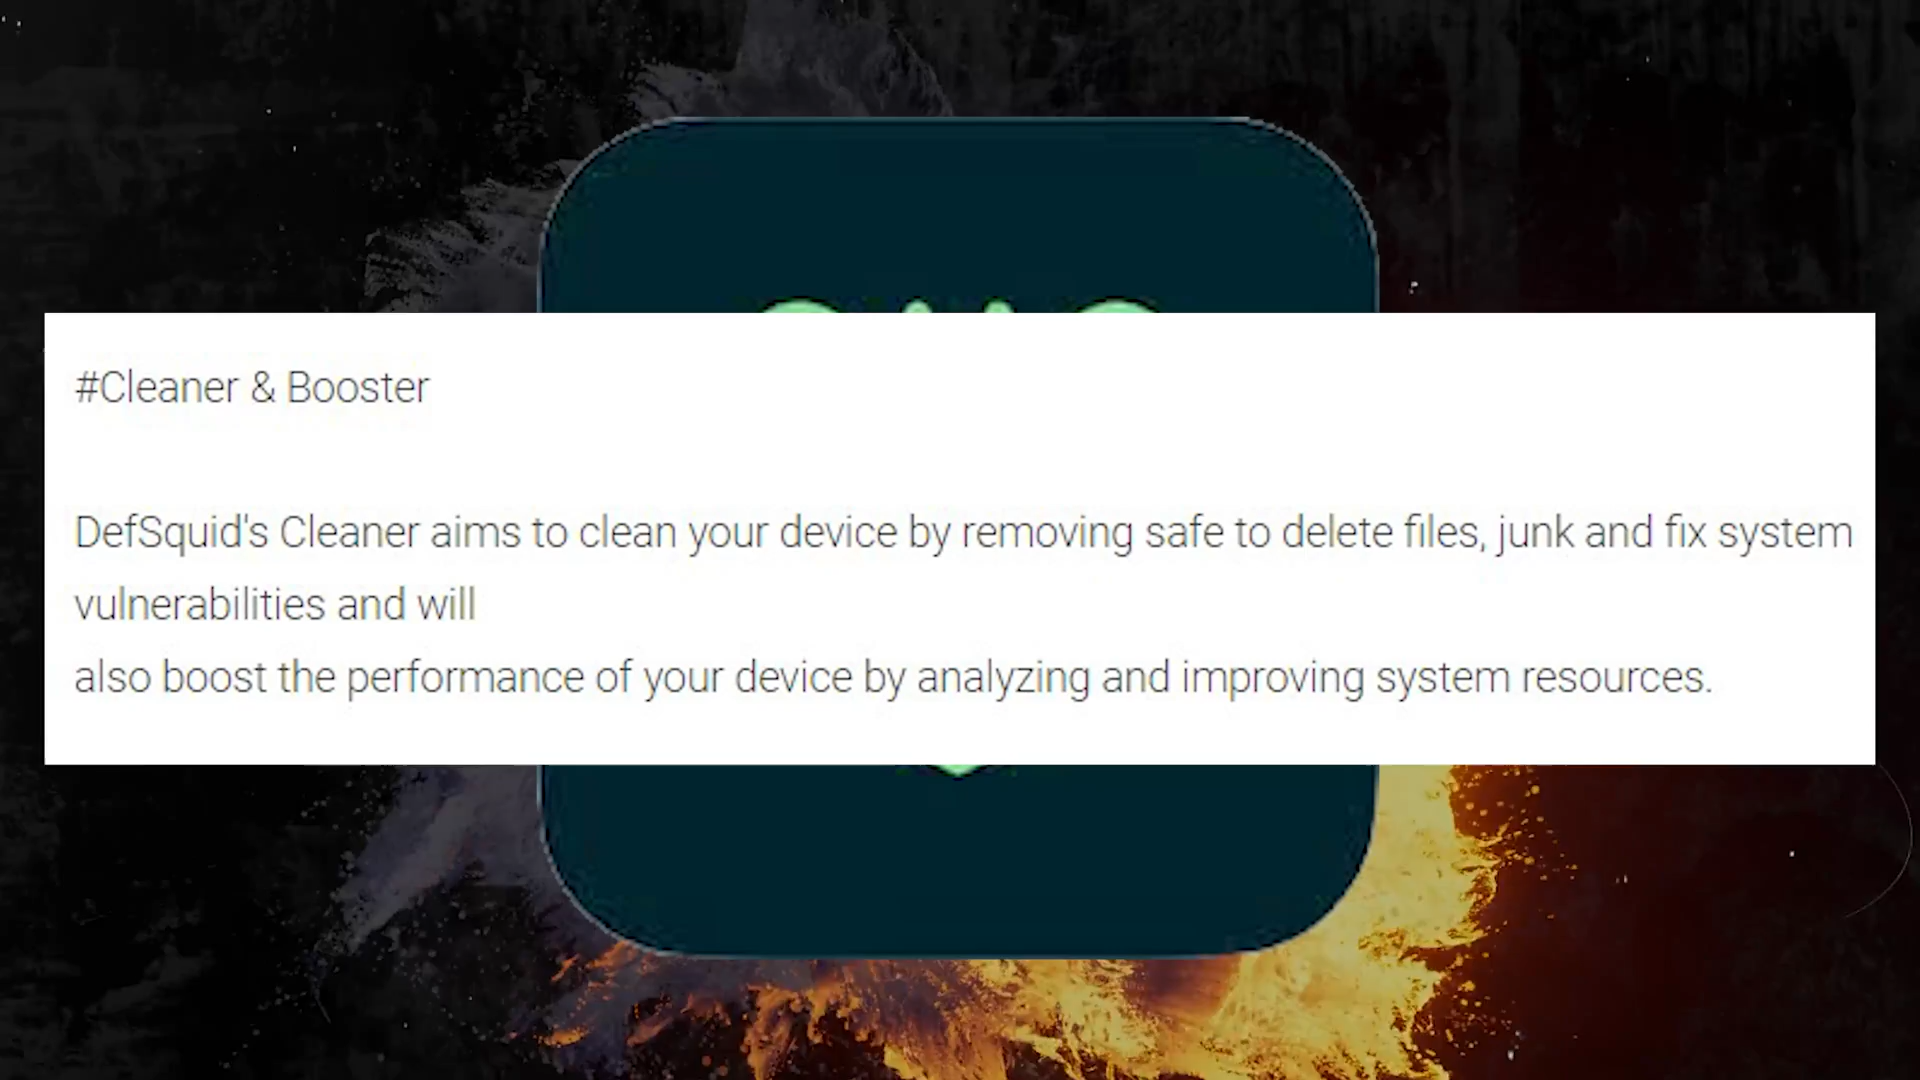 #Cleaner & Booster
DefSquid's Cleaner aims to clean your device by removing safe to delete files, junk and fix system
vulnerabilities and will
also boost the performance of your device by analyzing and improving system resources.